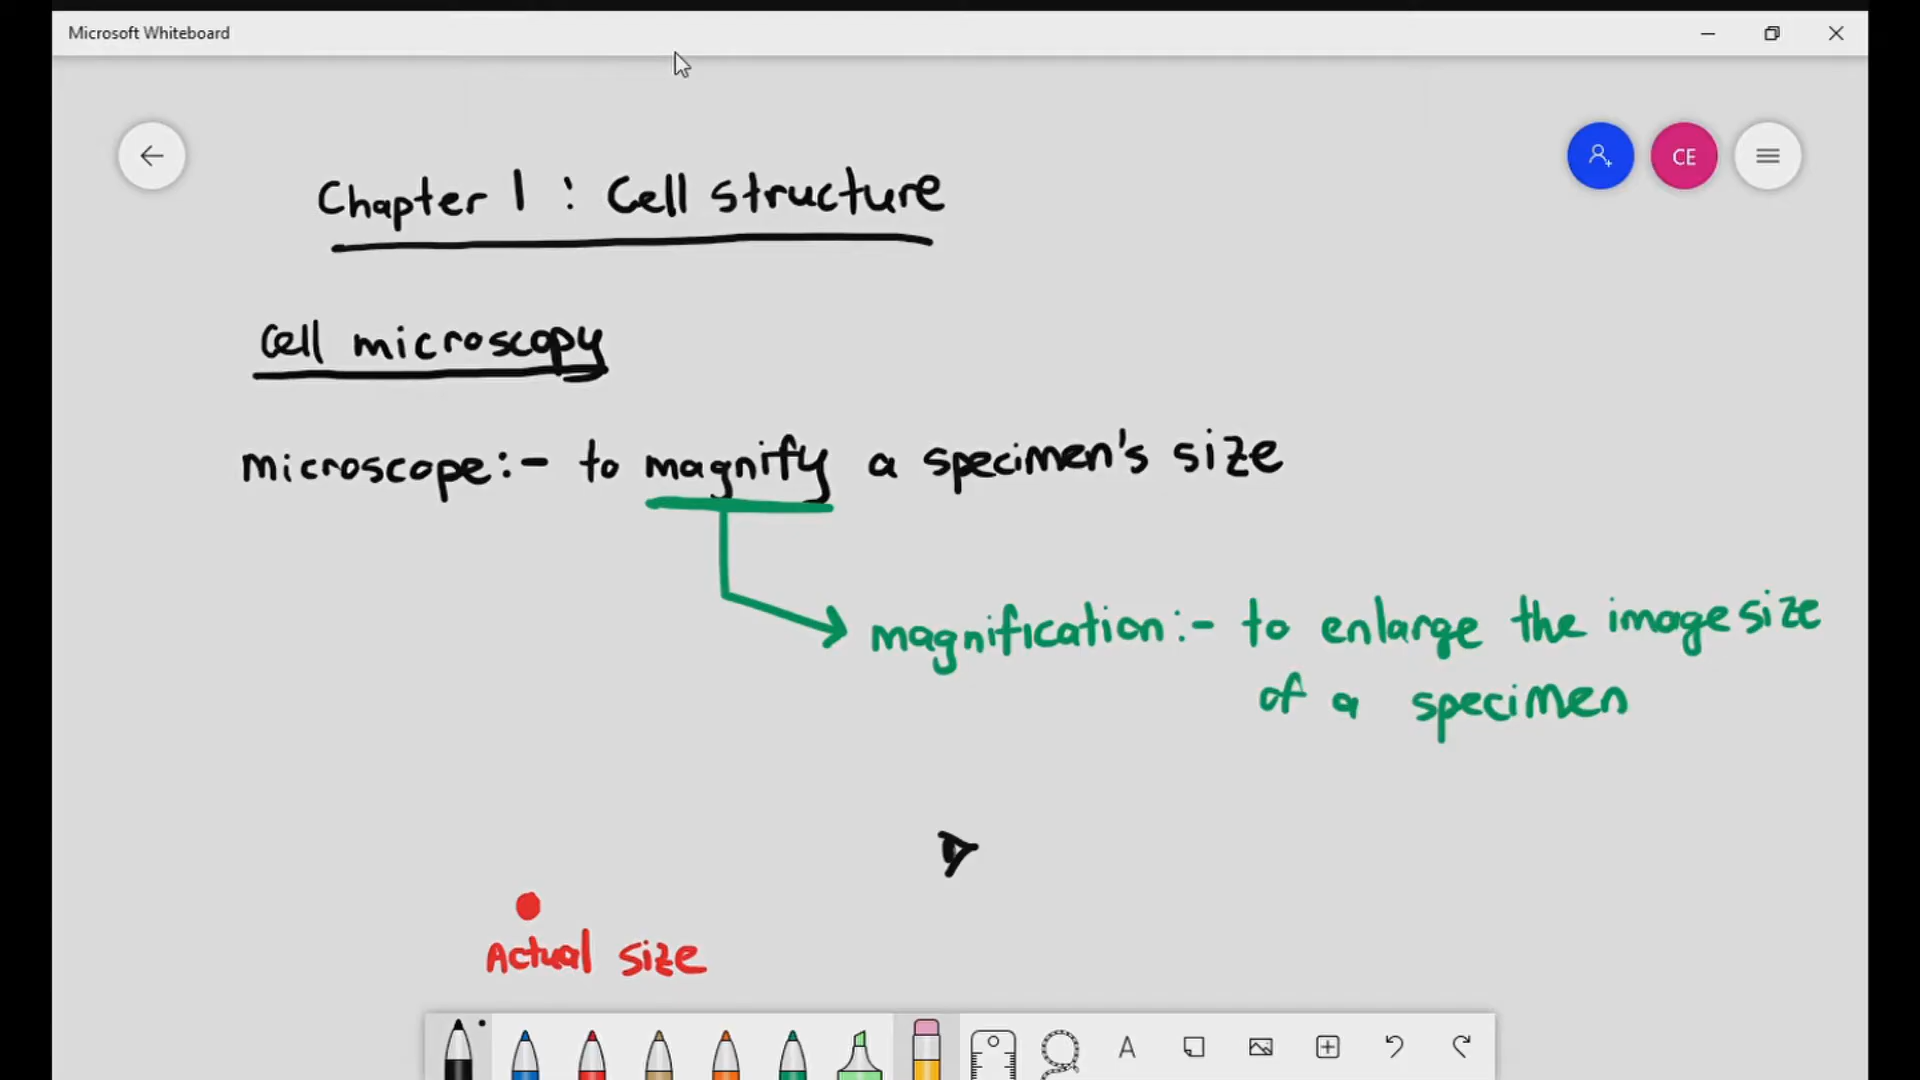 Microsoft Whiteboard
CE
Chapter 1 : Cell structure
Cell microscopy
microscope:- to magnify a specimen's size
magnification:- to enlarge the image size
of a specimen
Actual size
A